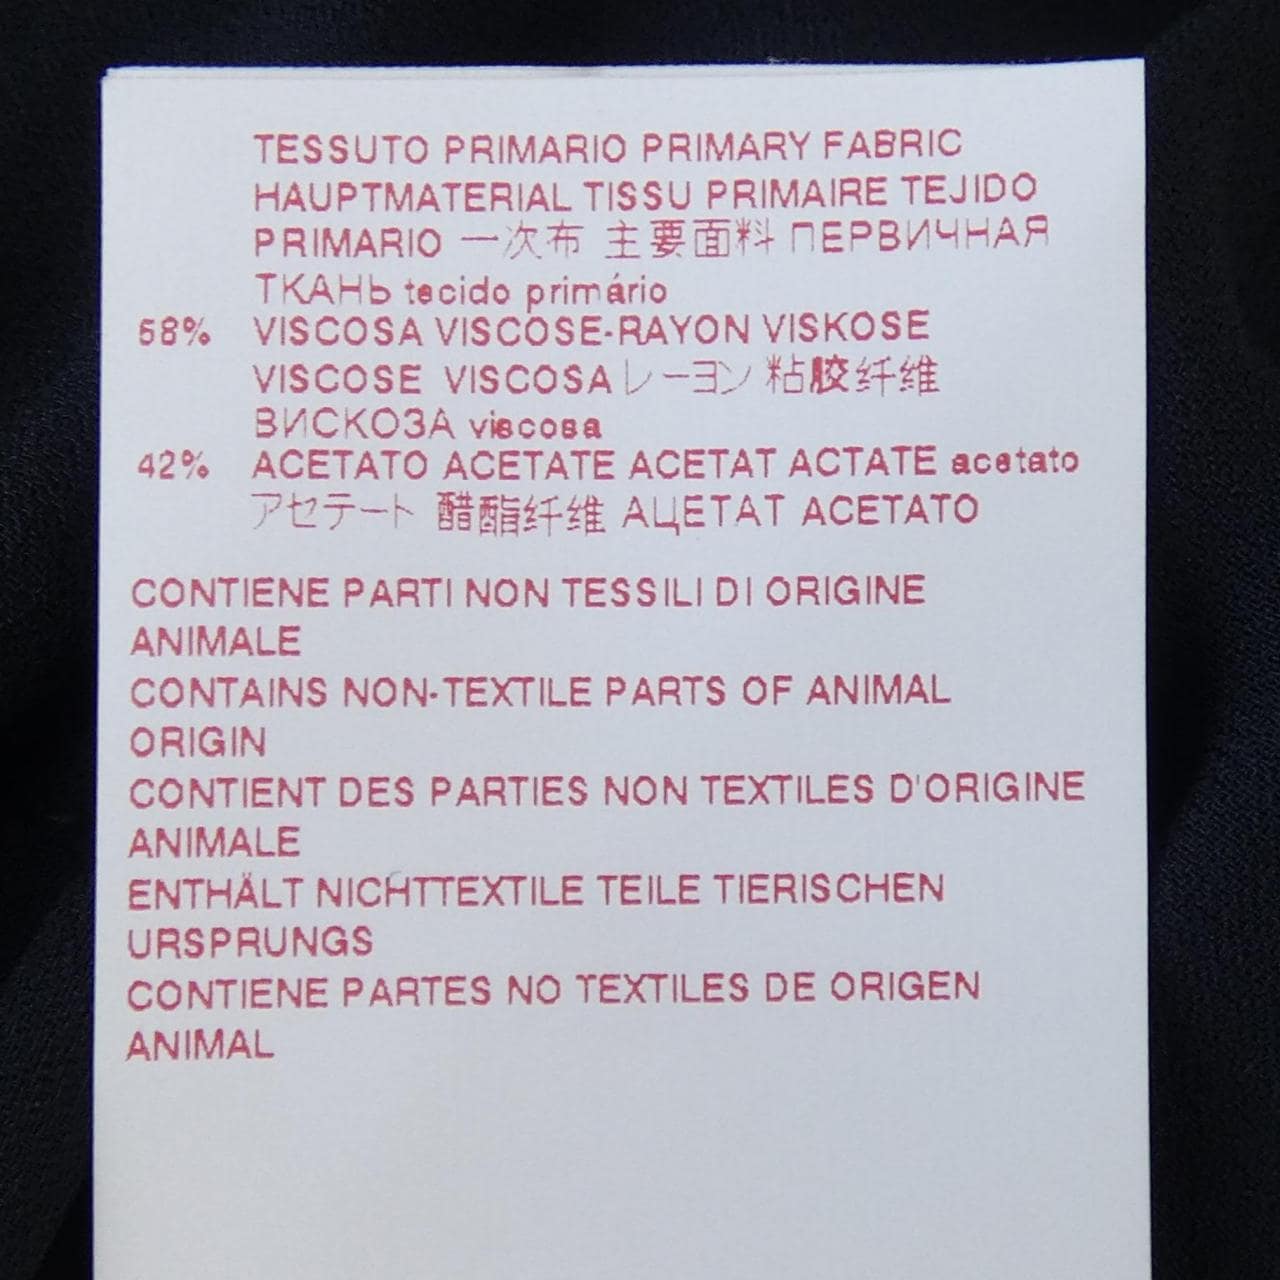 TESSUTO PRIMARIO PRIMARY FABRIC
HAUPTMATERIAL TISSU PRIMAIRE TEJIDO
PRIMARIO 一次布 主要面料 ПЕРВИЧНАЯ
ТКАНЬ tecido primário
58% VISCOSA VISCOSE-RAYON VISKOSE
VISCOSE VISCOSA レーヨン 粘胶纤维
ВИСКОЗА viscosa
42% ACETATO ACETATE ACETAT ACTATE acetato
アセテート 醋酯纤维 АЦЕТАТ ACETATO
CONTIENE PARTI NON TESSILI DI ORIGINE
ANIMALE
CONTAINS NON-TEXTILE PARTS OF ANIMAL
ORIGIN
CONTIENT DES PARTIES NON TEXTILES D'ORIGINE
ANIMALE
ENTHÄLT NICHTTEXTILE TEILE TIERISCHEN
URSPRUNGS
CONTIENE PARTES NO TEXTILES DE ORIGEN
ANIMAL